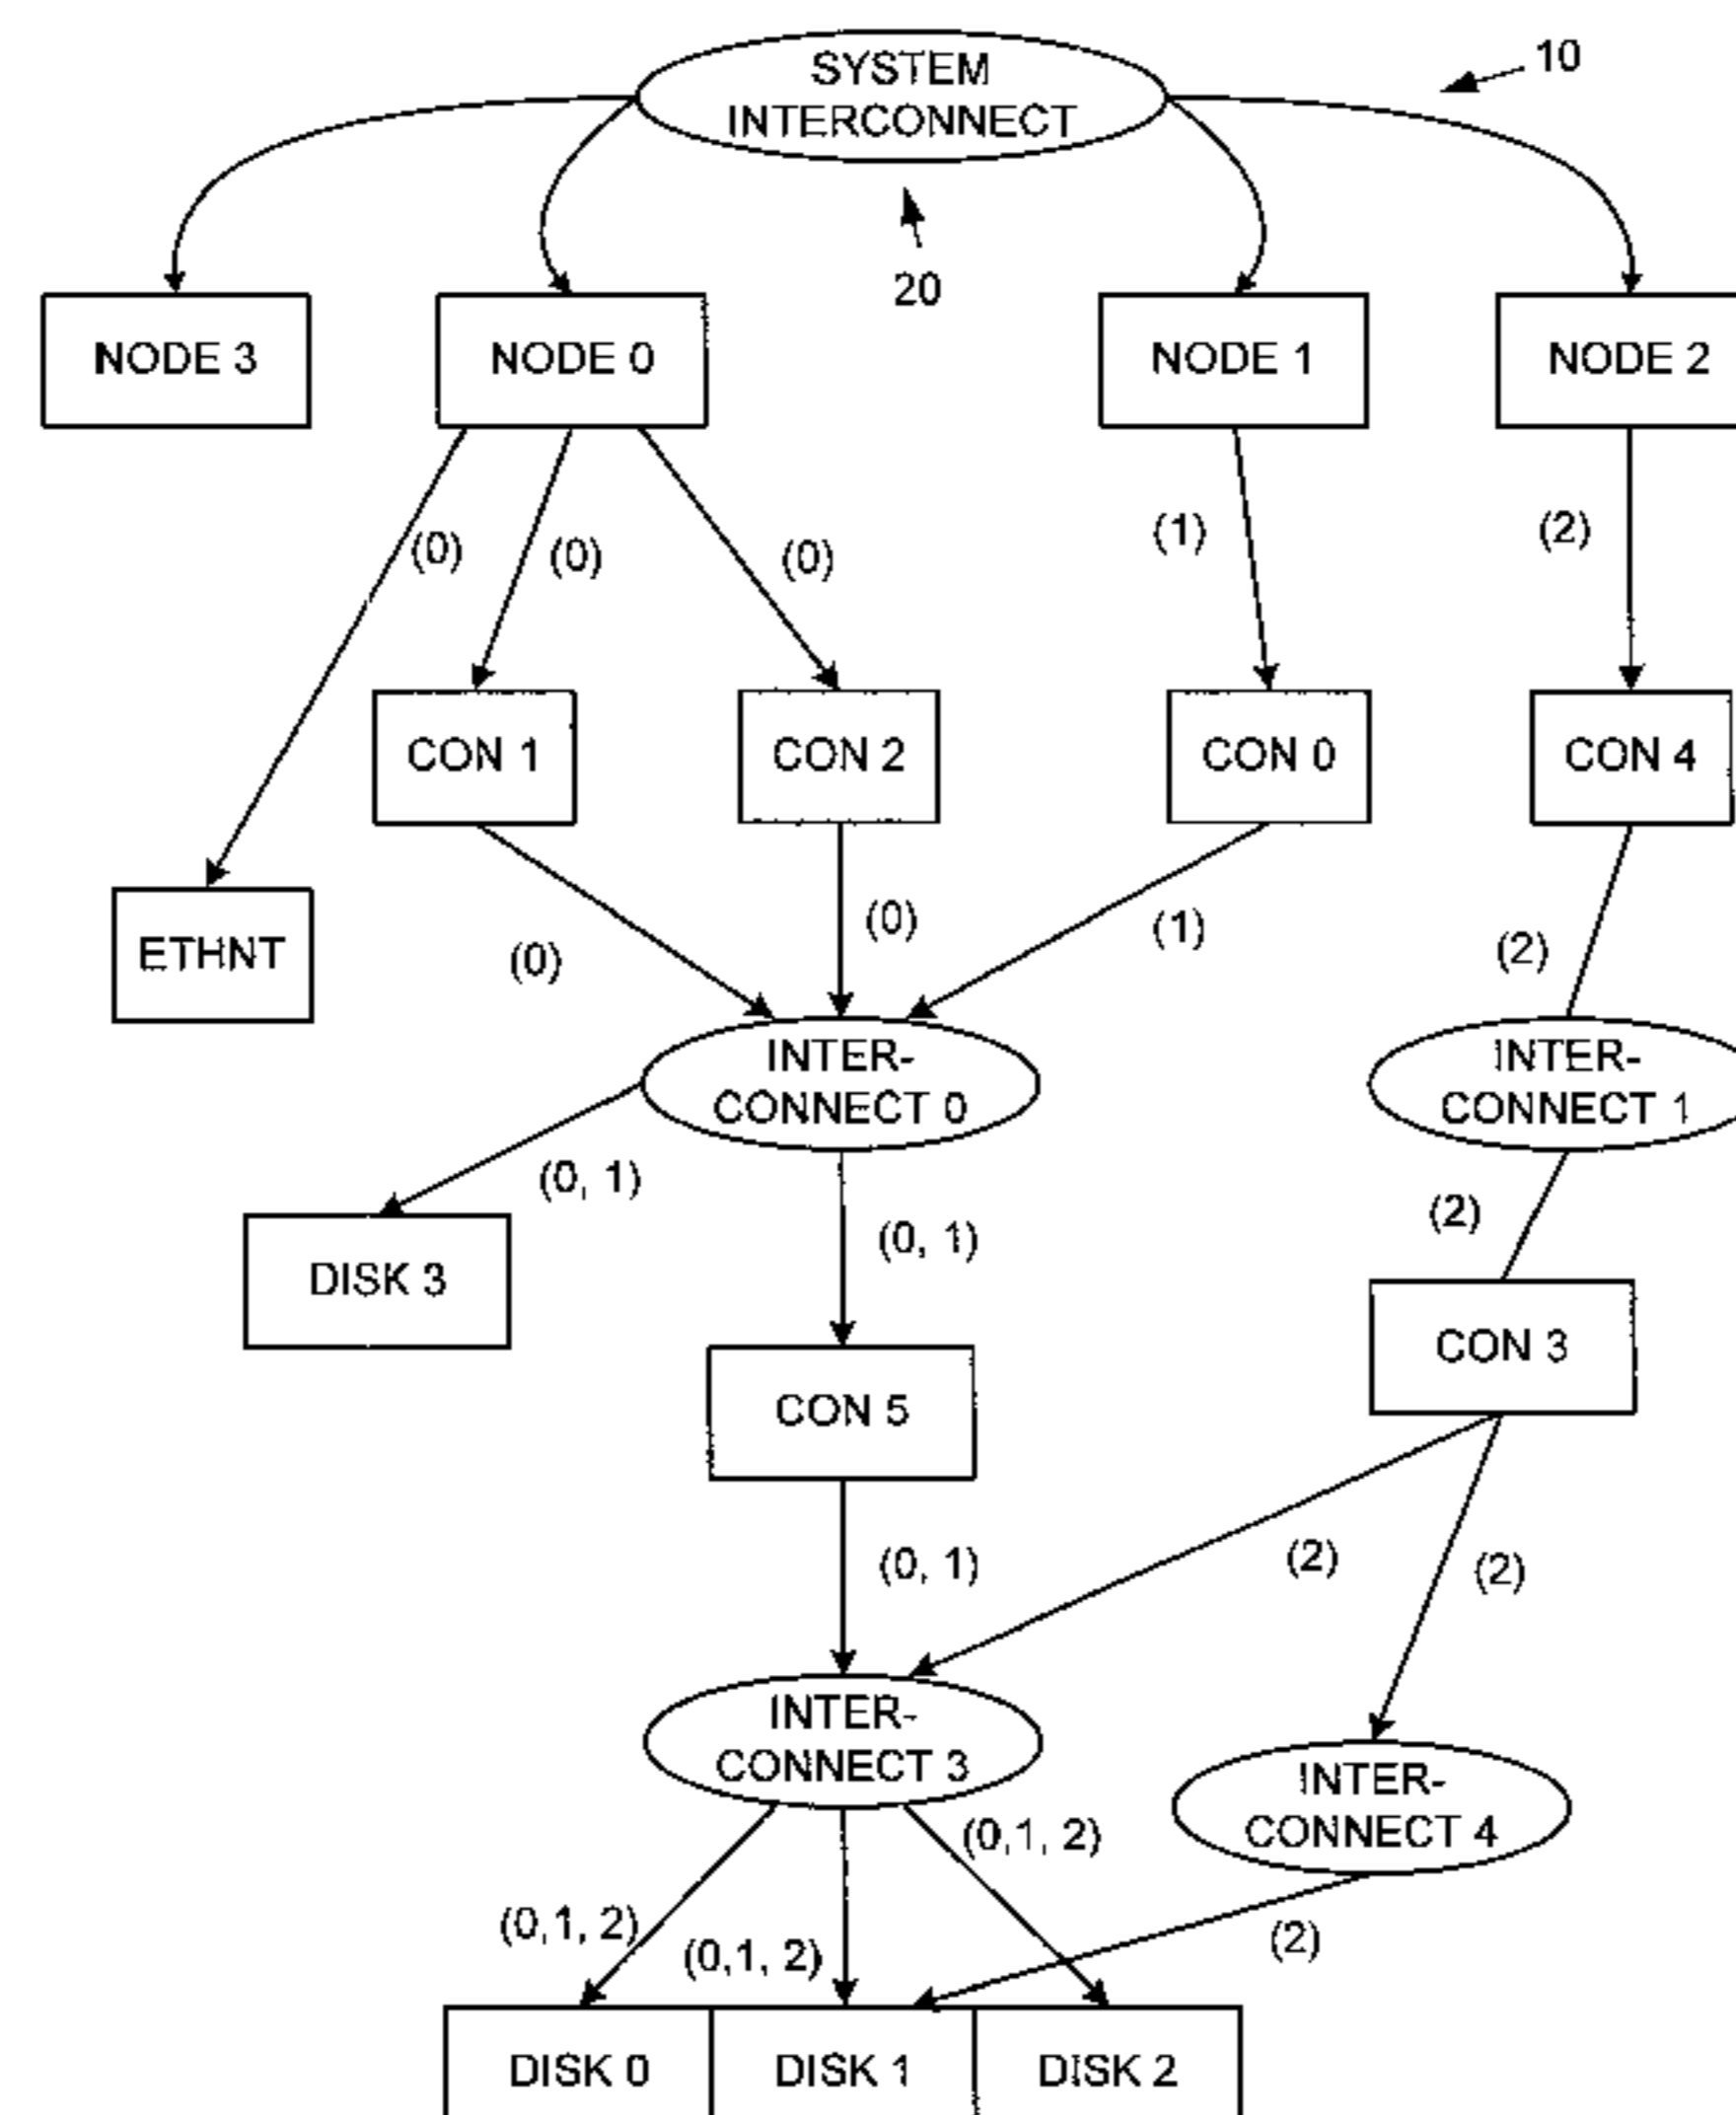 SYSTEM
INTERCONNECT
10
20
NODE 3
NODE 0
NODE 1
NODE 2
(0)
(0)
(0)
(1)
(2)
CON 1
CON 2
CON 0
CON 4
ETHNT
(0)
(0)
(1)
(2)
INTER-
CONNECT 0
INTER-
CONNECT 1
(0, 1)
(0, 1)
(2)
DISK 3
CON 3
CON 5
(0, 1)
(2)
(2)
INTER-
CONNECT 3
INTER-
CONNECT 4
(0,1, 2)
(0,1, 2)
(0,1, 2)
(2)
DISK 0
DISK 1
DISK 2